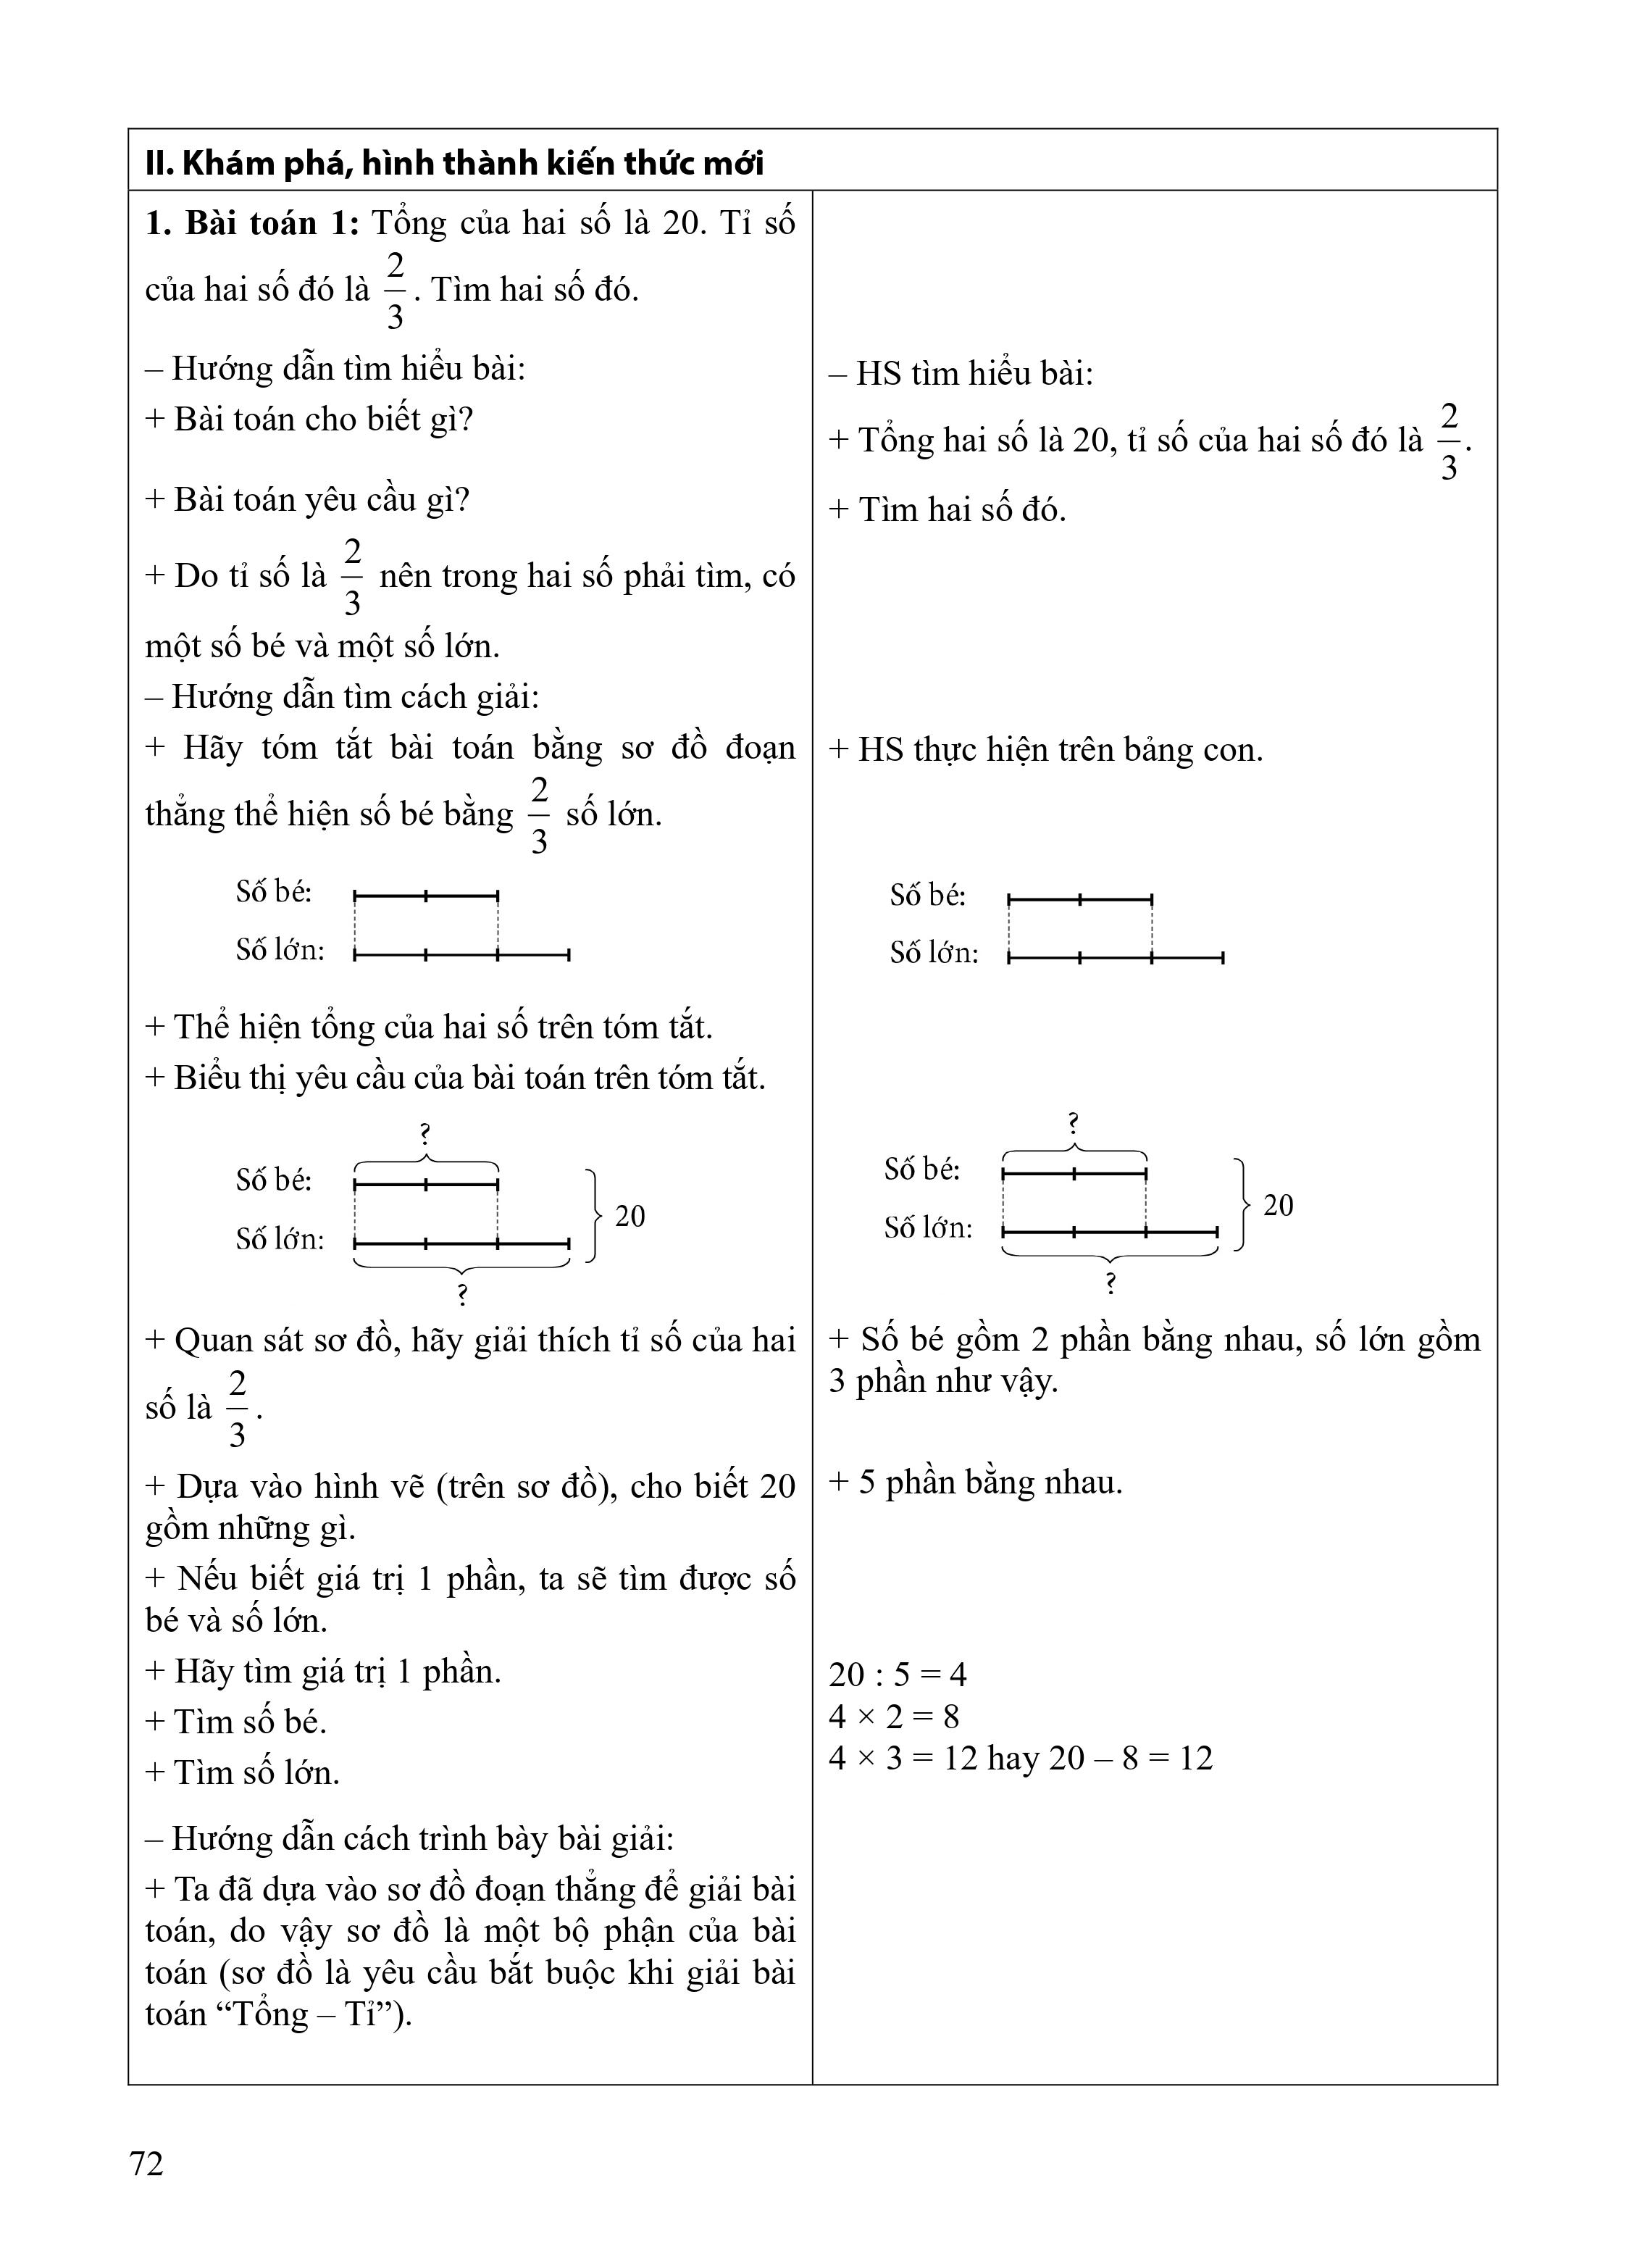 II. Khám phá, hình thành kiến thức mới
1. Bài toán 1: Tổng của hai số là 20. Tỉ số
của hai số đó là 2/3. Tìm hai số đó.
– Hướng dẫn tìm hiểu bài:
+ Bài toán cho biết gì?
+ Bài toán yêu cầu gì?
+ Do tỉ số là 2/3 nên trong hai số phải tìm, có
một số bé và một số lớn.
– Hướng dẫn tìm cách giải:
+ Hãy tóm tắt bài toán bằng sơ đồ đoạn
thẳng thể hiện số bé bằng 2/3 số lớn.
Số bé:
Số lớn:
+ Thể hiện tổng của hai số trên tóm tắt.
+ Biểu thị yêu cầu của bài toán trên tóm tắt.
?
Số bé:
20
Số lớn:
?
+ Quan sát sơ đồ, hãy giải thích tỉ số của hai
số là 2/3.
+ Dựa vào hình vẽ (trên sơ đồ), cho biết 20
gồm những gì.
+ Nếu biết giá trị 1 phần, ta sẽ tìm được số
bé và số lớn.
+ Hãy tìm giá trị 1 phần.
+ Tìm số bé.
+ Tìm số lớn.
– Hướng dẫn cách trình bày bài giải:
+ Ta đã dựa vào sơ đồ đoạn thẳng để giải bài
toán, do vậy sơ đồ là một bộ phận của bài
toán (sơ đồ là yêu cầu bắt buộc khi giải bài
toán “Tổng – Tỉ”).
– HS tìm hiểu bài:
+ Tổng hai số là 20, tỉ số của hai số đó là 2/3.
+ Tìm hai số đó.
+ HS thực hiện trên bảng con.
Số bé:
Số lớn:
?
Số bé:
20
Số lớn:
?
+ Số bé gồm 2 phần bằng nhau, số lớn gồm
3 phần như vậy.
+ 5 phần bằng nhau.
20 : 5 = 4
4 × 2 = 8
4 × 3 = 12 hay 20 – 8 = 12
72